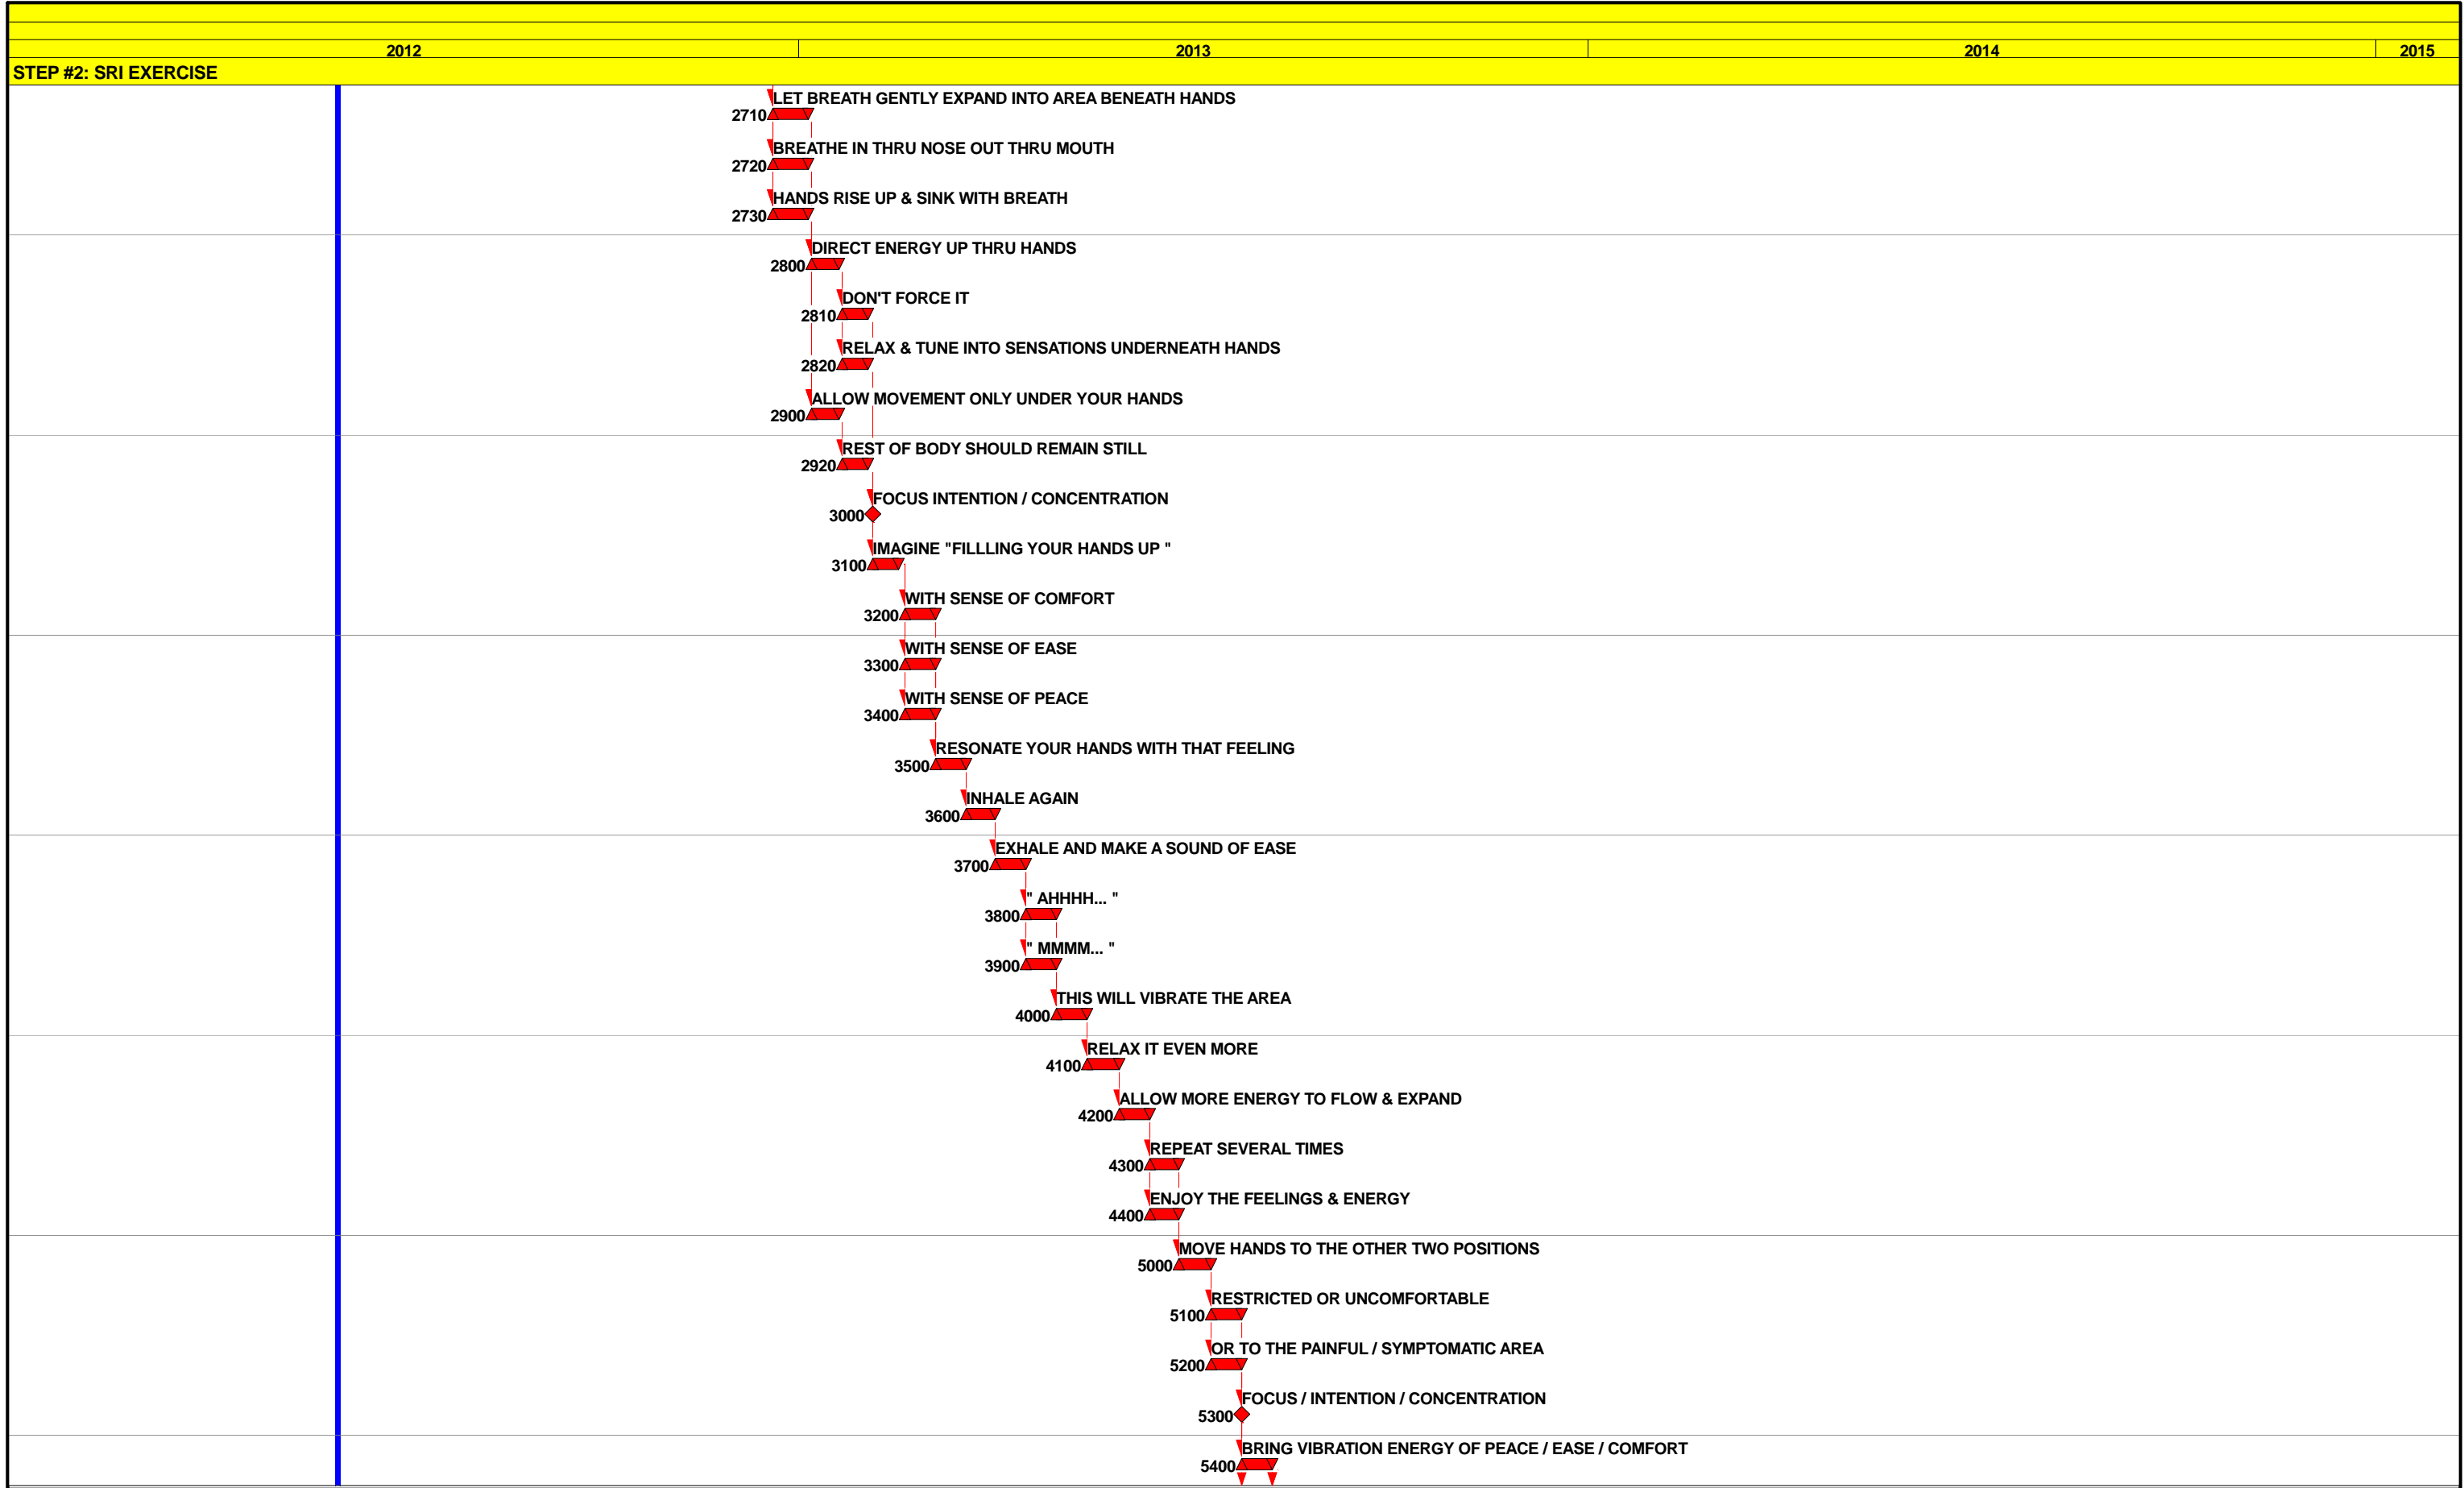 2012 2013 2014 2015
STEP #2: SRI EXERCISE
LET BREATH GENTLY EXPAND INTO AREA BENEATH HANDS
2710
BREATHE IN THRU NOSE OUT THRU MOUTH
2720
HANDS RISE UP & SINK WITH BREATH
2730
DIRECT ENERGY UP THRU HANDS
2800
DON'T FORCE IT
2810
RELAX & TUNE INTO SENSATIONS UNDERNEATH HANDS
2820
ALLOW MOVEMENT ONLY UNDER YOUR HANDS
2900
REST OF BODY SHOULD REMAIN STILL
2920
FOCUS INTENTION / CONCENTRATION
3000
IMAGINE "FILLLING YOUR HANDS UP "
3100
WITH SENSE OF COMFORT
3200
WITH SENSE OF EASE
3300
WITH SENSE OF PEACE
3400
RESONATE YOUR HANDS WITH THAT FEELING
3500
INHALE AGAIN
3600
EXHALE AND MAKE A SOUND OF EASE
3700
" AHHHH... "
3800
" MMMM... "
3900
THIS WILL VIBRATE THE AREA
4000
RELAX IT EVEN MORE
4100
ALLOW MORE ENERGY TO FLOW & EXPAND
4200
REPEAT SEVERAL TIMES
4300
ENJOY THE FEELINGS & ENERGY
4400
MOVE HANDS TO THE OTHER TWO POSITIONS
5000
RESTRICTED OR UNCOMFORTABLE
5100
OR TO THE PAINFUL / SYMPTOMATIC AREA
5200
FOCUS / INTENTION / CONCENTRATION
5300
BRING VIBRATION ENERGY OF PEACE / EASE / COMFORT
5400